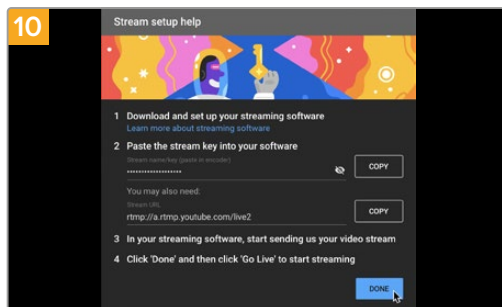 10
Stream setup help
1 Download and set up your streaming software
Learn more about streaming software
2 Paste the stream key into your software
Stream name/key (paste in encoder)
••••••••••••••••••• COPY
You may also need:
Stream URL
rtmp://a.rtmp.youtube.com/live2 COPY
3 In your streaming software, start sending us your video stream
4 Click 'Done' and then click 'Go Live' to start streaming
DONE